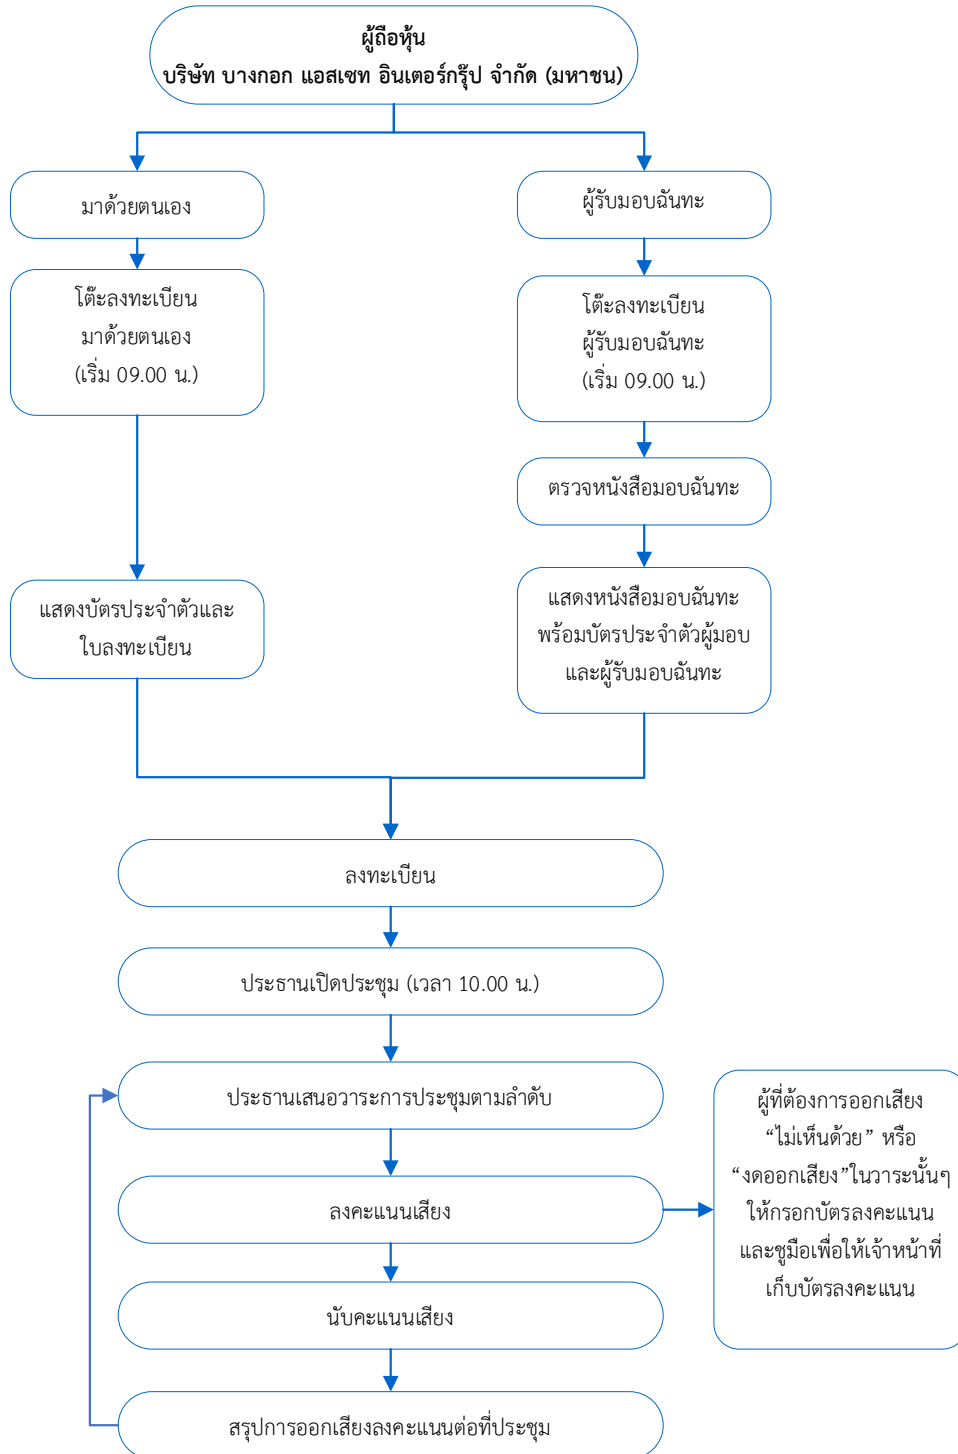 ผู้ถือหุ้น
บริษัท บางกอก แอสเซท อินเตอร์กรุ๊ป จำกัด (มหาชน)
มาด้วยตนเอง
ผู้รับมอบฉันทะ
โต๊ะลงทะเบียน
มาด้วยตนเอง
(เริ่ม 09.00 น.)
โต๊ะลงทะเบียน
ผู้รับมอบฉันทะ
(เริ่ม 09.00 น.)
ตรวจหนังสือมอบฉันทะ
แสดงบัตรประจำตัวและ
ใบลงทะเบียน
แสดงหนังสือมอบฉันทะ
พร้อมบัตรประจำตัวผู้มอบ
และผู้รับมอบฉันทะ
ลงทะเบียน
ประธานเปิดประชุม (เวลา 10.00 น.)
ประธานเสนอวาระการประชุมตามลำดับ
ลงคะแนนเสียง
ผู้ที่ต้องการออกเสียง
“ไม่เห็นด้วย” หรือ
“งดออกเสียง”ในวาระนั้นๆ
ให้กรอกบัตรลงคะแนน
และชูมือเพื่อให้เจ้าหน้าที่
เก็บบัตรลงคะแนน
นับคะแนนเสียง
สรุปการออกเสียงลงคะแนนต่อที่ประชุม